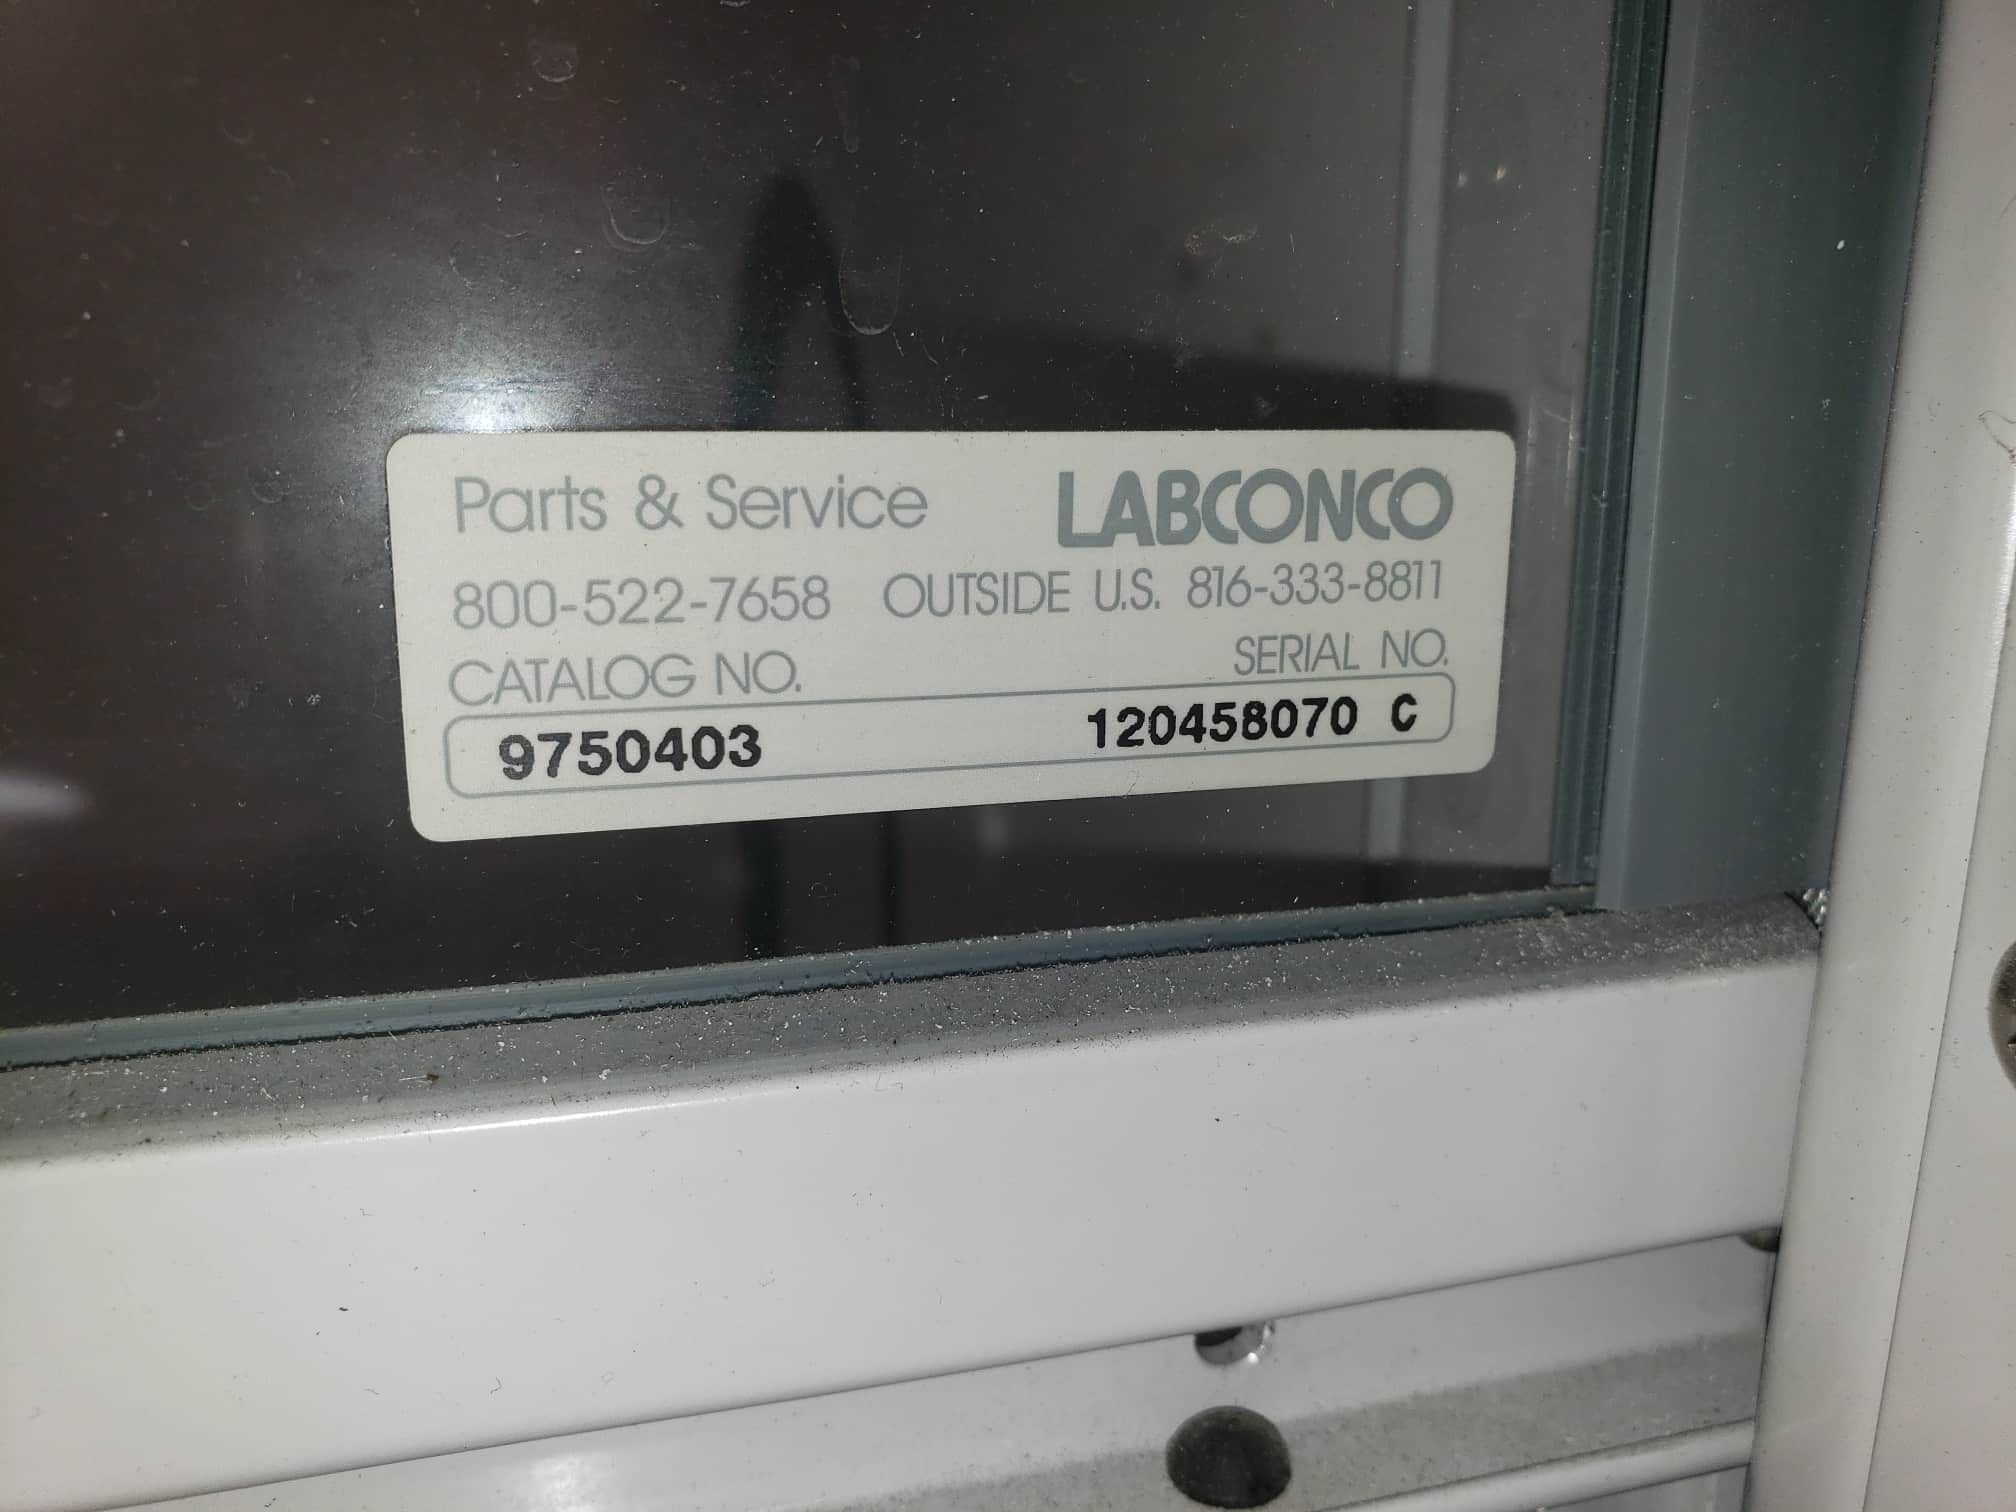 Parts & Service LABCONCO
800-522-7658 OUTSIDE U.S. 816-333-8811
CATALOG NO. SERIAL NO.
9750403 120458070 C